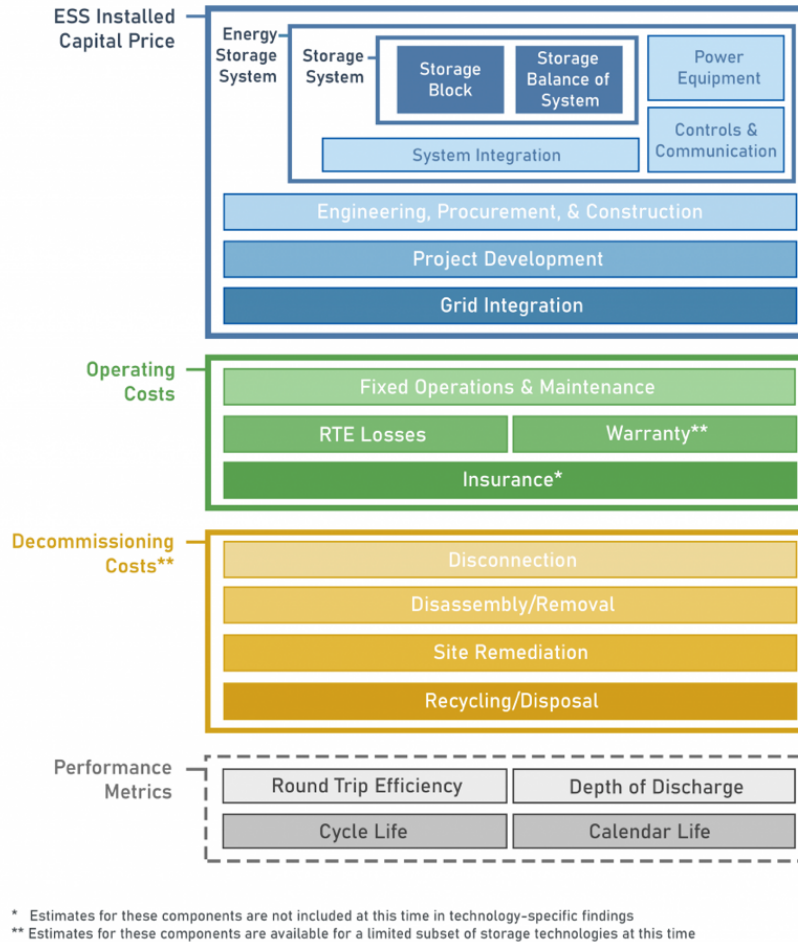 ESS Installed
Capital Price
Energy
Storage
System
Storage
System
Storage
Block
Storage
Balance of
System
Power
Equipment
Controls &
Communication
System Integration
Engineering, Procurement, & Construction
Project Development
Grid Integration
Operating
Costs
Fixed Operations & Maintenance
RTE Losses
Warranty**
Insurance*
Decommissioning
Costs**
Disconnection
Disassembly/Removal
Site Remediation
Recycling/Disposal
Performance
Metrics
Round Trip Efficiency
Depth of Discharge
Cycle Life
Calendar Life
* Estimates for these components are not included at this time in technology-specific findings
** Estimates for these components are available for a limited subset of storage technologies at this time